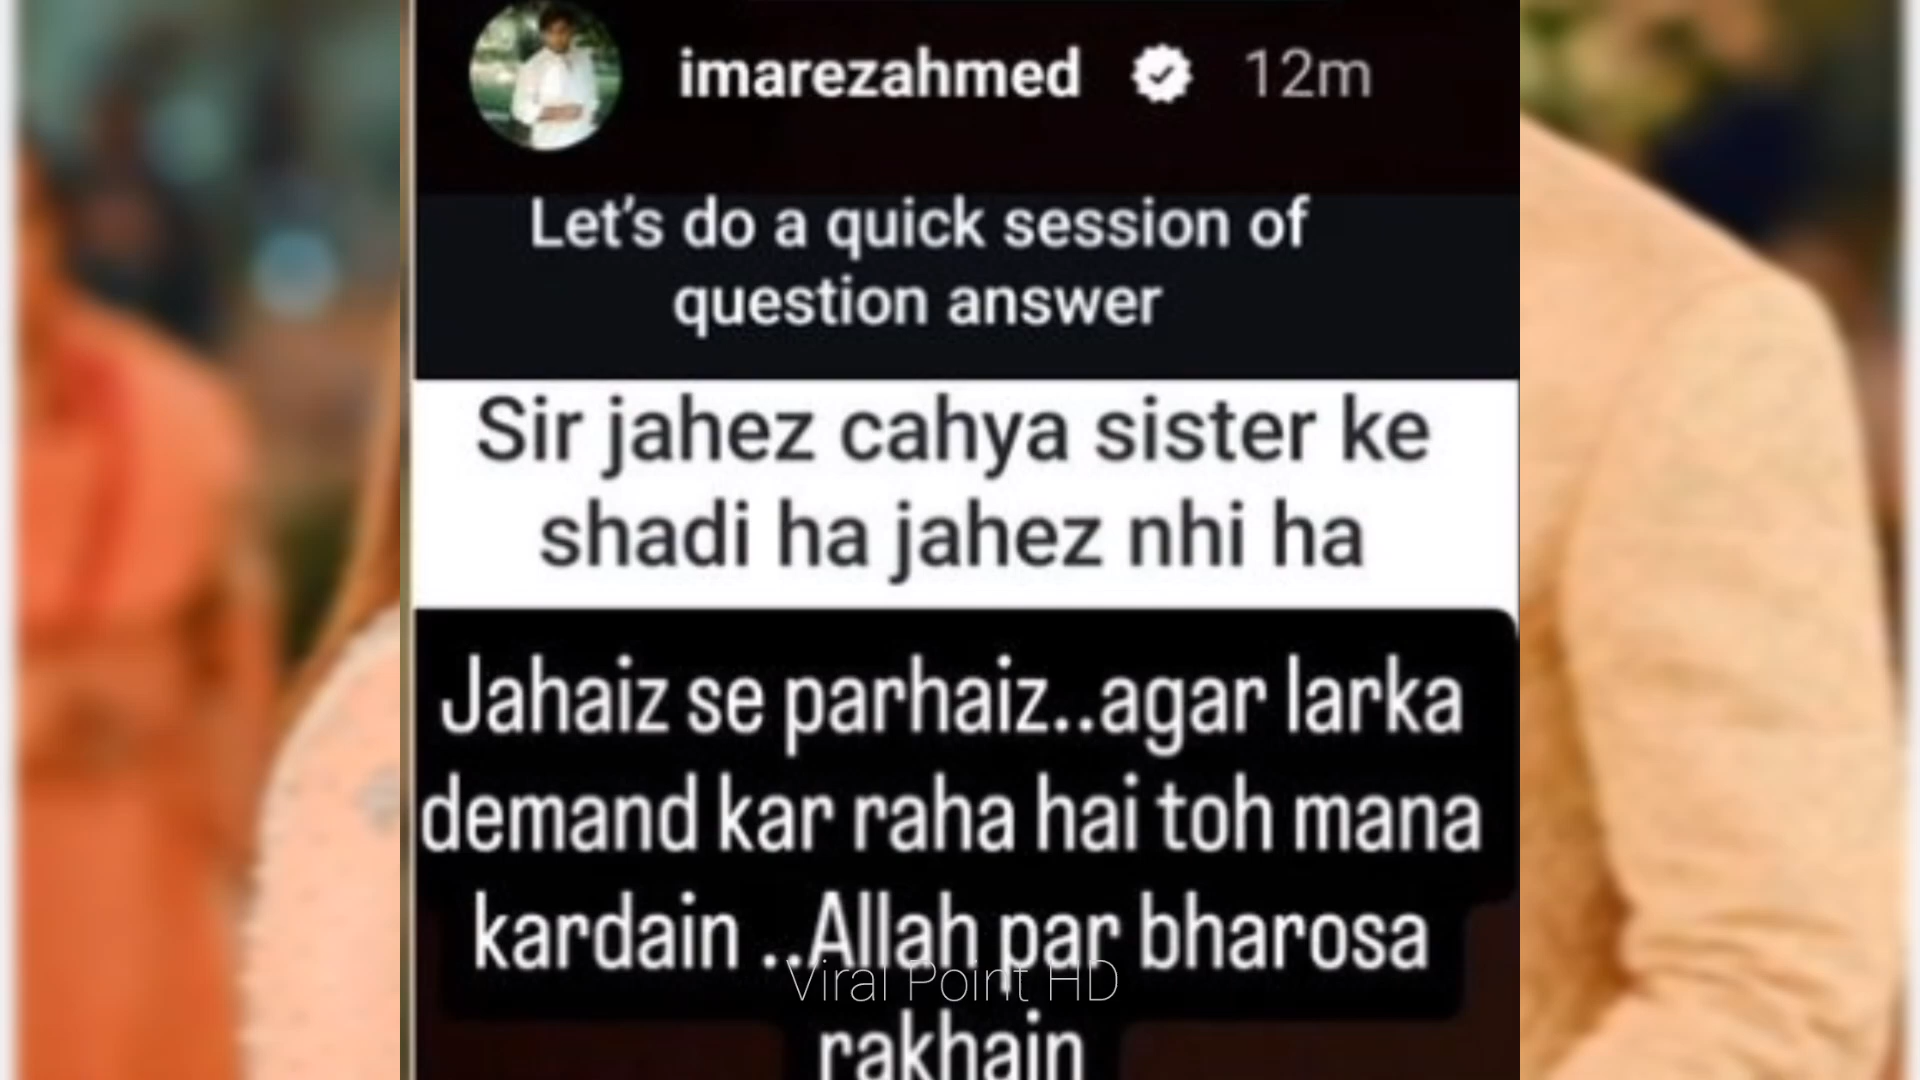 imarezahmed 12m
Let's do a quick session of
question answer
Sir jahez cahya sister ke
shadi ha jahez nhi ha
Jahaiz se parhaiz..agar larka
demand kar raha hai toh mana
kardain ..Allah par bharosa
Viral Point HD
rakhain